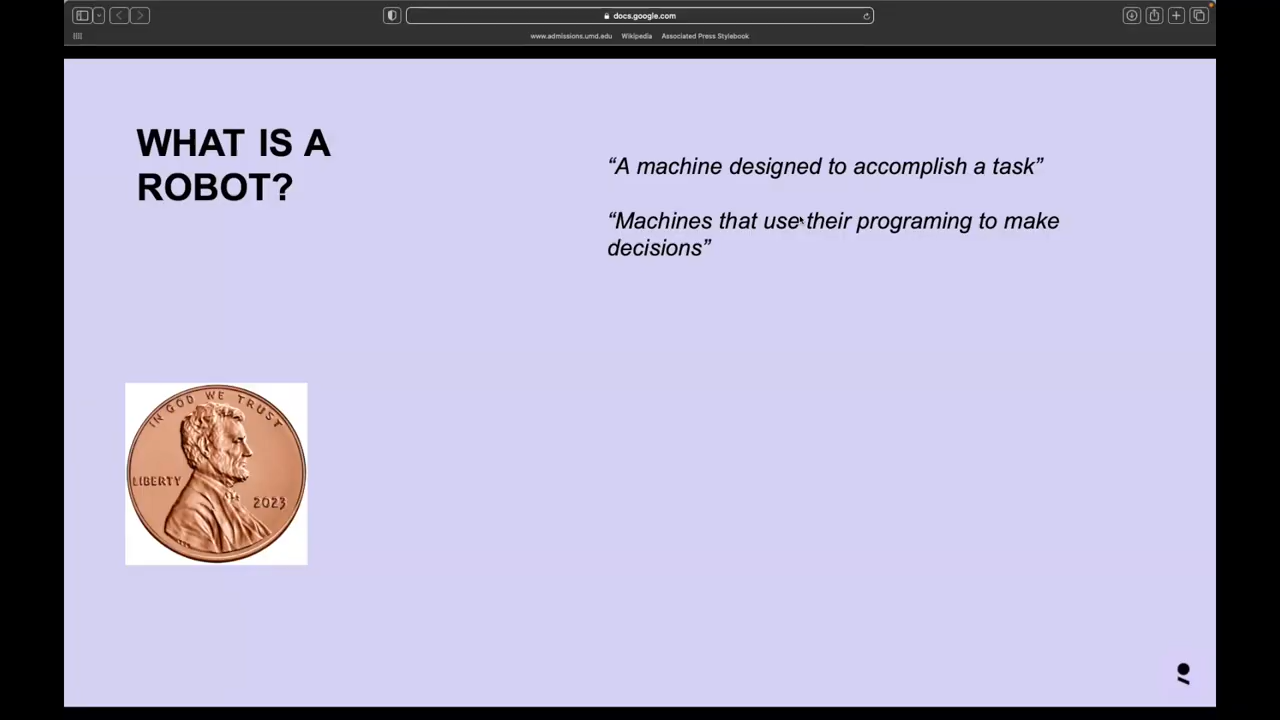 docs.google.com
www.admissions.umd.edu Wikipedia Associated Press Stylebook
WHAT IS A
ROBOT?
“A machine designed to accomplish a task”
“Machines that use their programing to make
decisions”
IN GOD WE TRUST
LIBERTY
2023